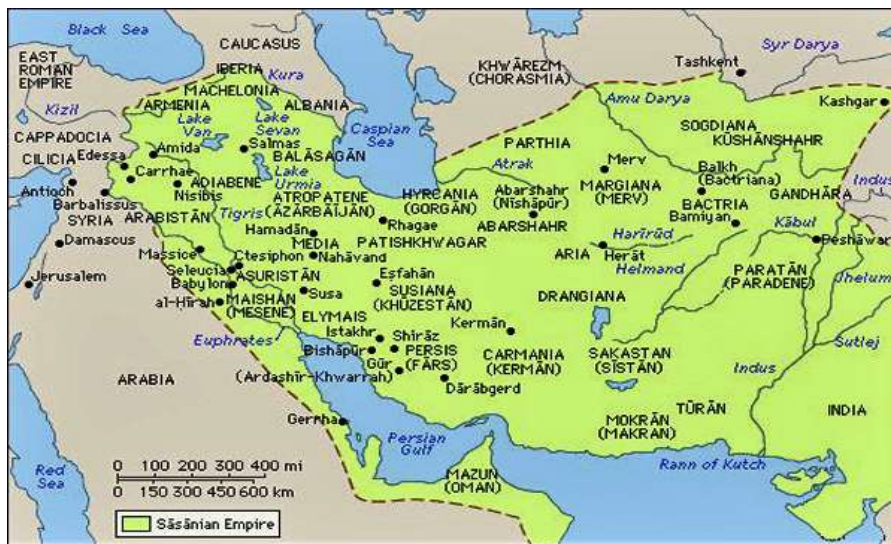 Black Sea
CAUCASUS
EAST
ROMAN
EMPIRE
IBERIA
Kura
MACHELONIA
ARMENIA
ALBANIA
Kizil
Lake
Van
Lake
Sevan
Caspian
Sea
CAPPADOCIA
CILICIA
Edessa
Amida
Salmas
BALĀSAGĀN
Carrhae
Lake
Urmia
Antioch
ADIABENE
Nisibis
Barbalissus
SYRIA
ARABISTĀN
Tigris
ATROPATENE
(ĀZĀRBĀĪJĀN)
Damascus
Hamadān
MEDIA
Rhagae
PATISHKHWAGAR
Massice
Ctesiphon
Nahāvand
Seleucia
ASURISTĀN
Jerusalem
Babylon
al-Ḥīrah
MAISHĀN
(MESENE)
Susa
Eṣfahān
SUSIANA
(KHŪZESTĀN)
ELYMAIS
Istakhr
Shīrāz
Euphrates
Bishāpūr
PERSIS
(FĀRS)
Gūr
(Ardashīr-Khwarrah)
Dārābgerd
ARABIA
Gerrha
Persian
Gulf
Red
Sea
MAZUN
(OMAN)
KHWĀREZM
(CHORASMIA)
Tashkent
Syr Darya
Kashgar
Amu Darya
SOGDIANA
KŪSHĀNSHAHR
PARTHIA
Atrak
Merv
MARGIANA
(MERV)
Balkh
(Bactriana)
HYRCANIA
(GORGĀN)
Abarshahr
(Nīshāpūr)
ABARSHAHR
BACTRIA
Bamiyan
GANDHĀRA
Indus
Kābul
Peshāwar
ARIA
Harīrūd
Herāt
Helmand
PARATĀN
(PARADENE)
Jhelum
DRANGIANA
Kermān
CARMANIA
(KERMĀN)
SAKASTAN
(SĪSTĀN)
Indus
Sutlej
TŪRĀN
MOKRĀN
(MAKRAN)
INDIA
Rann of Kutch
0 100 200 300 400 mi
0 150 300 450 600 km
Sāsānian Empire